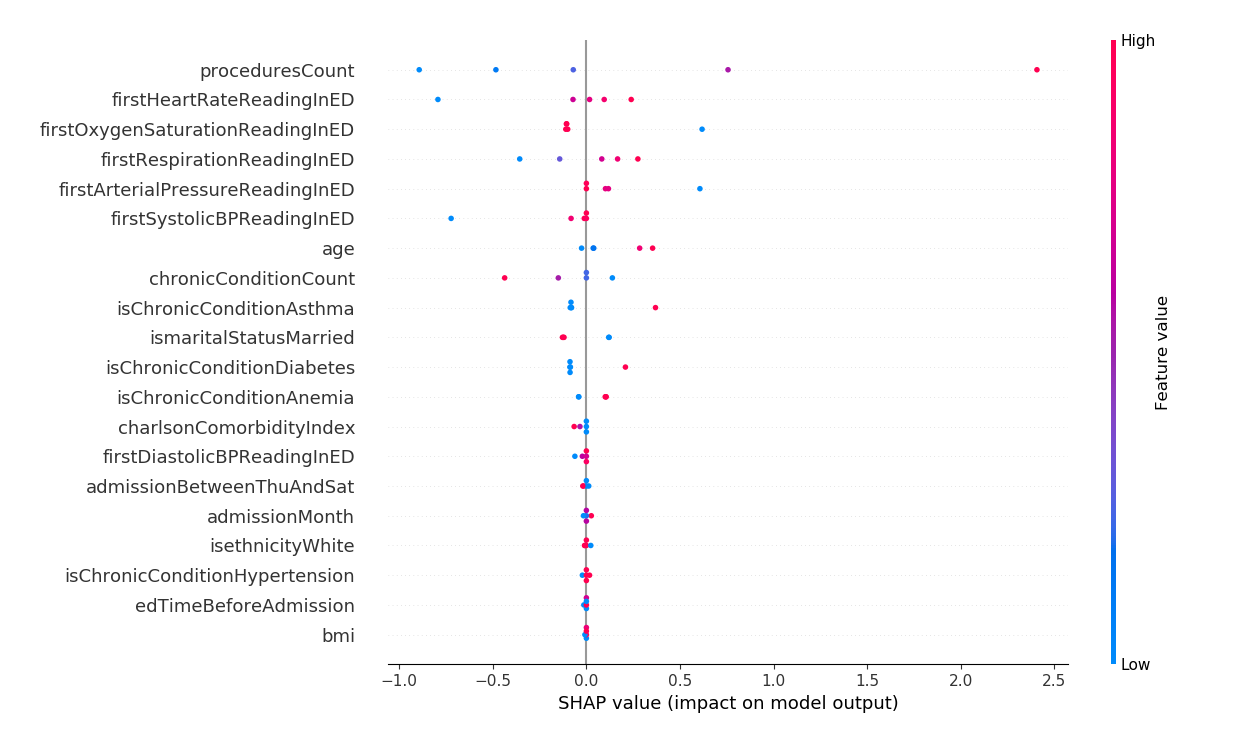 High
proceduresCount
firstHeartRateReadingInED
firstOxygenSaturationReadingInED
firstRespirationReadingInED
firstArterialPressureReadingInED
firstSystolicBPReadingInED
age
chronicConditionCount
isChronicConditionAsthma
ismaritalStatusMarried
isChronicConditionDiabetes
isChronicConditionAnemia
charlsonComorbidityIndex
firstDiastolicBPReadingInED
admissionBetweenThuAndSat
admissionMonth
isethnicityWhite
isChronicConditionHypertension
edTimeBeforeAdmission
bmi
Feature value
Low
−1.0 −0.5 0.0 0.5 1.0 1.5 2.0 2.5
SHAP value (impact on model output)